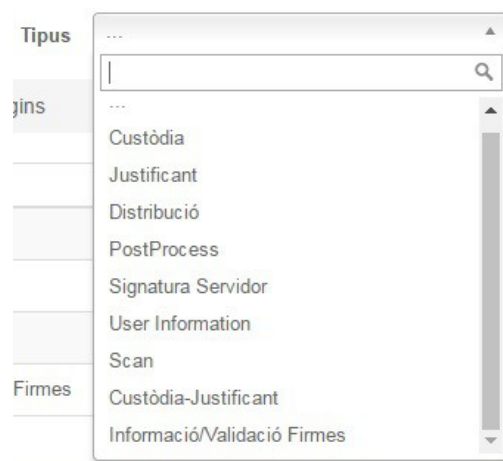 Tipus ...
gins
...
Custòdia
Justificant
Distribució
PostProcess
Signatura Servidor
User Information
Scan
Firmes
Custòdia-Justificant
Informació/Validació Firmes